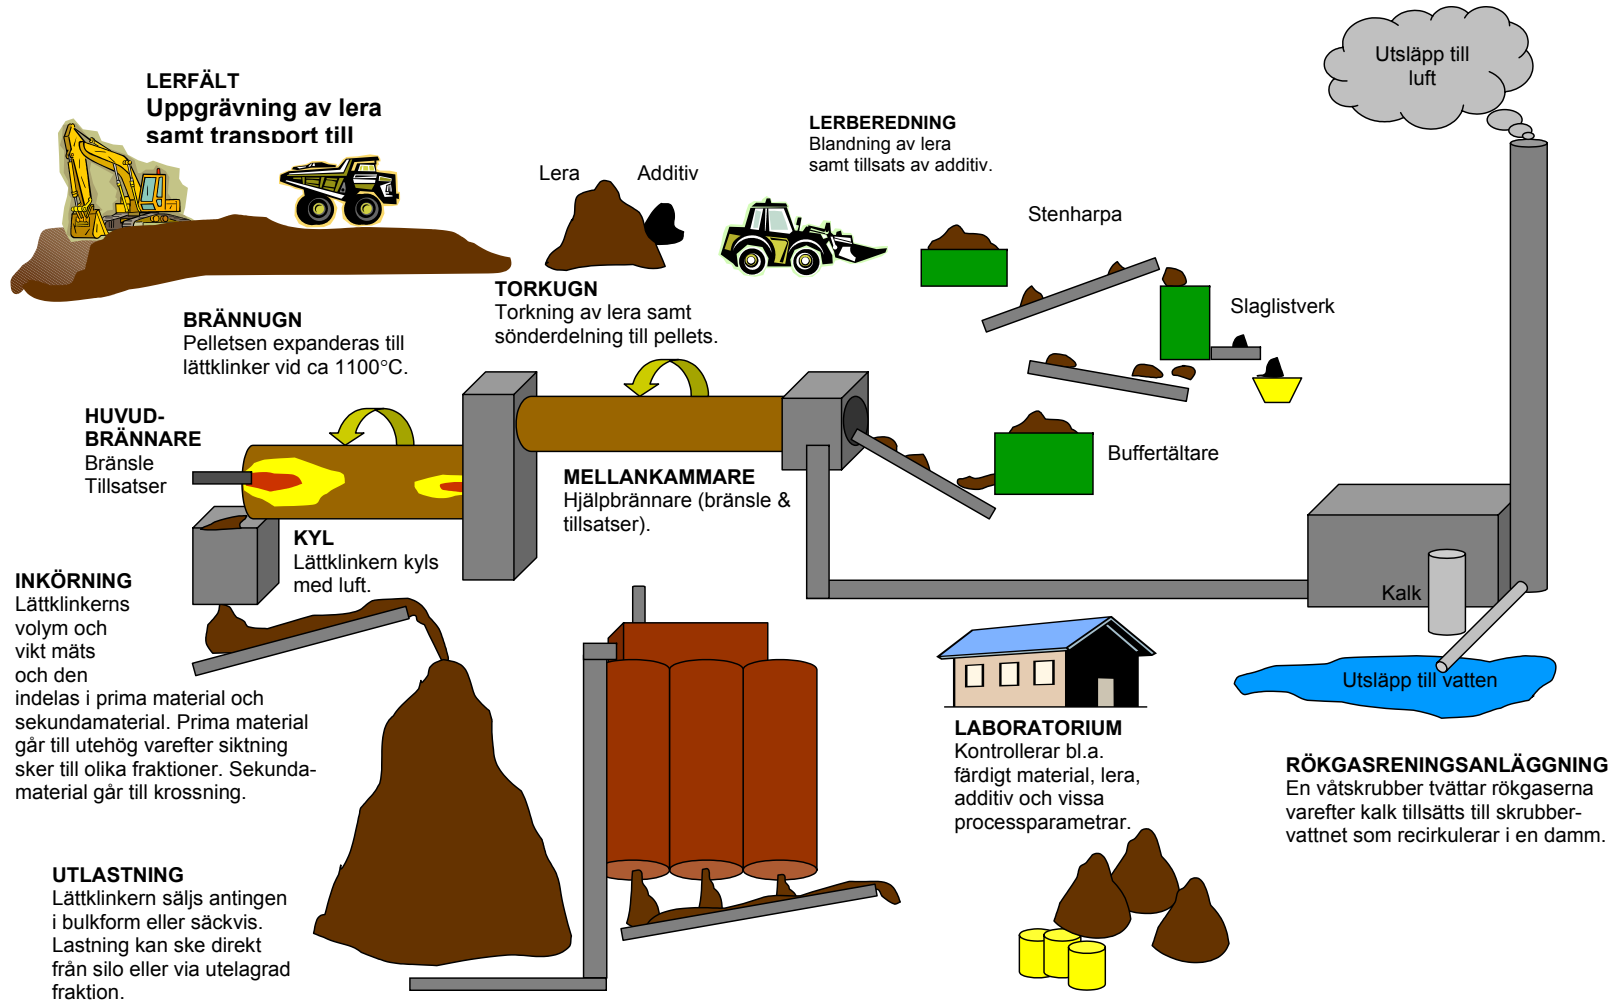 LERFÄLT
Uppgrävning av lera
samt transport till
Utsläpp till
luft
LERBEREDNING
Blandning av lera
samt tillsats av additiv.
Lera
Additiv
Stenharpa
Slaglistverk
TORKUGN
Torkning av lera samt
sönderdelning till pellets.
BRÄNNUGN
Pelletsen expanderas till
lättklinker vid ca 1100°C.
HUVUD-
BRÄNNARE
Bränsle
Tillsatser
MELLANKAMMARE
Hjälpbrännare (bränsle &
tillsatser).
Buffertältare
KYL
Lättklinkern kyls
med luft.
INKÖRNING
Lättklinkerns
volym och
vikt mäts
och den
indelas i prima material och
sekundamaterial. Prima material
går till utehög varefter siktning
sker till olika fraktioner. Sekunda-
material går till krossning.
Kalk
Utsläpp till vatten
LABORATORIUM
Kontrollerar bl.a.
färdigt material, lera,
additiv och vissa
processparametrar.
RÖKGASRENINGSANLÄGGNING
En våtskrubber tvättar rökgaserna
varefter kalk tillsätts till skrubber-
vattnet som recirkulerar i en damm.
UTLASTNING
Lättklinkern säljs antingen
i bulkform eller säckvis.
Lastning kan ske direkt
från silo eller via utelagrad
fraktion.